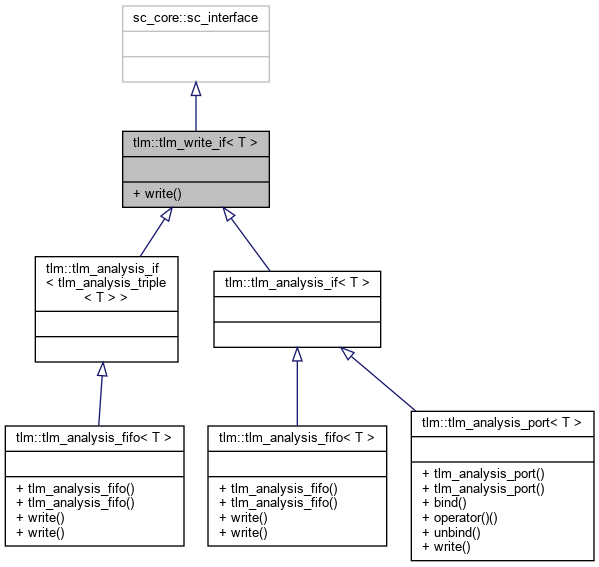 sc_core::sc_interface
tlm::tlm_write_if< T >
+ write()
tlm::tlm_analysis_if
< tlm_analysis_triple
< T > >
tlm::tlm_analysis_if< T >
tlm::tlm_analysis_fifo< T >
+ tlm_analysis_fifo()
+ tlm_analysis_fifo()
+ write()
+ write()
tlm::tlm_analysis_fifo< T >
+ tlm_analysis_fifo()
+ tlm_analysis_fifo()
+ write()
+ write()
tlm::tlm_analysis_port< T >
+ tlm_analysis_port()
+ tlm_analysis_port()
+ bind()
+ operator()()
+ unbind()
+ write()